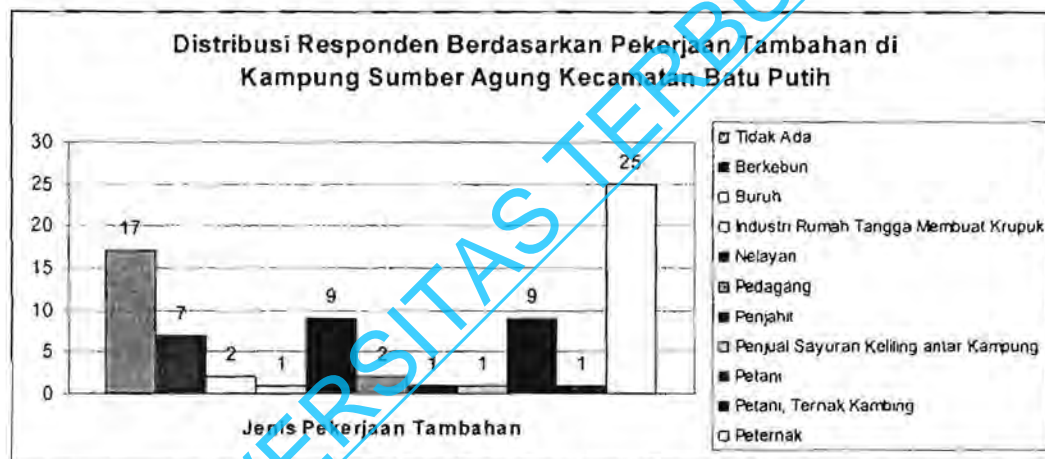 Distribusi Responden Berdasarkan Pekerjaan Tambahan di
Kampung Sumber Agung Kecamatan Batu Putih
30
25
20
15
10
5
0
17
7
2
1
9
2
1
1
9
1
25
Jenis Pekerjaan Tambahan
Tidak Ada
Berkebun
Buruh
Industri Rumah Tangga Membuat Krupuk
Nelayan
Pedagang
Penjahit
Penjual Sayuran Keliling antar Kampung
Petani
Petani, Ternak Kambing
Peternak
VERSITAS TERBU